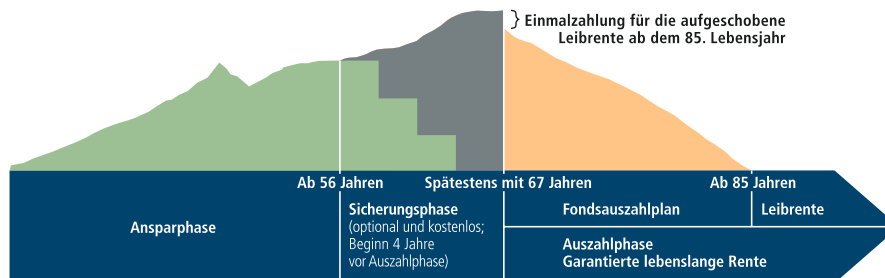 Einmalzahlung für die aufgeschobene
Leibrente ab dem 85. Lebensjahr
Ab 56 Jahren
Spätestens mit 67 Jahren
Ab 85 Jahren
Ansparphase
Sicherungsphase
(optional und kostenlos;
Beginn 4 Jahre
vor Auszahlphase)
Fondsauszahlplan
Leibrente
Auszahlphase
Garantierte lebenslange Rente